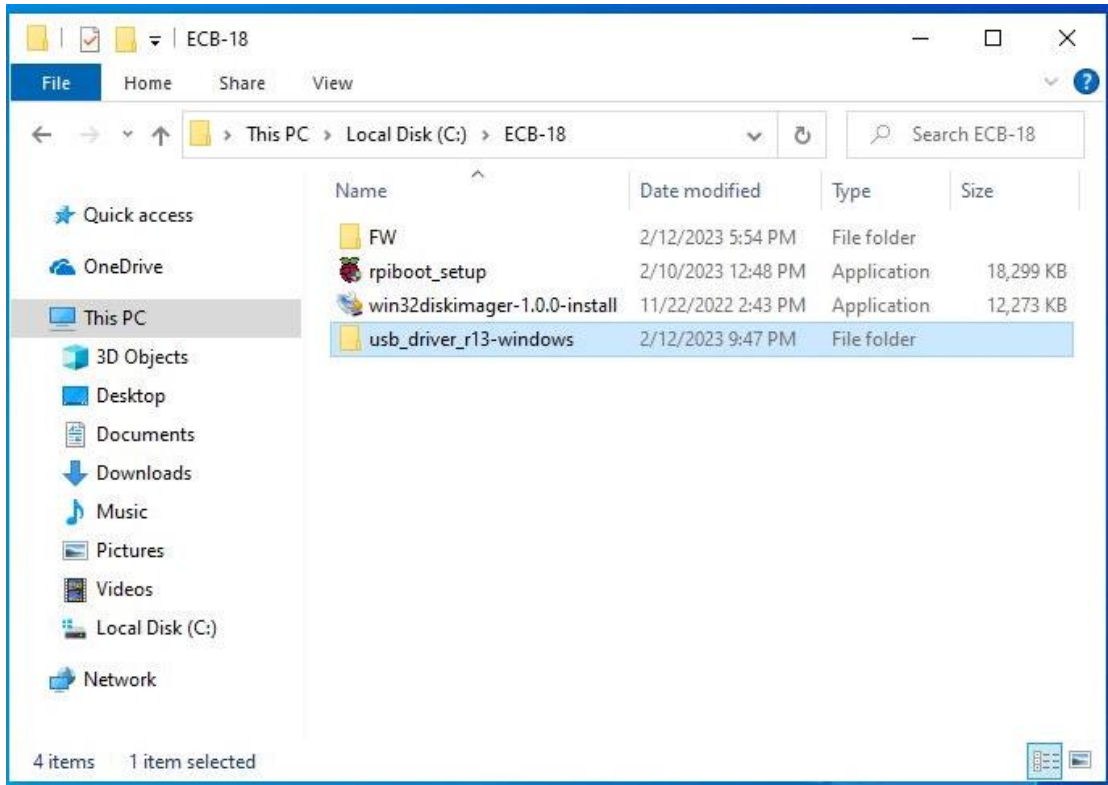 ECB-18
File Home Share View
This PC Local Disk (C:) ECB-18 Search ECB-18
Name Date modified Type Size
Quick access
OneDrive
This PC
3D Objects
Desktop
Documents
Downloads
Music
Pictures
Videos
Local Disk (C:)
Network
FW 2/12/2023 5:54 PM File folder
rpiboot_setup 2/10/2023 12:48 PM Application 18,299 KB
win32diskimager-1.0.0-install 11/22/2022 2:43 PM Application 12,273 KB
usb_driver_r13-windows 2/12/2023 9:47 PM File folder
4 items 1 item selected